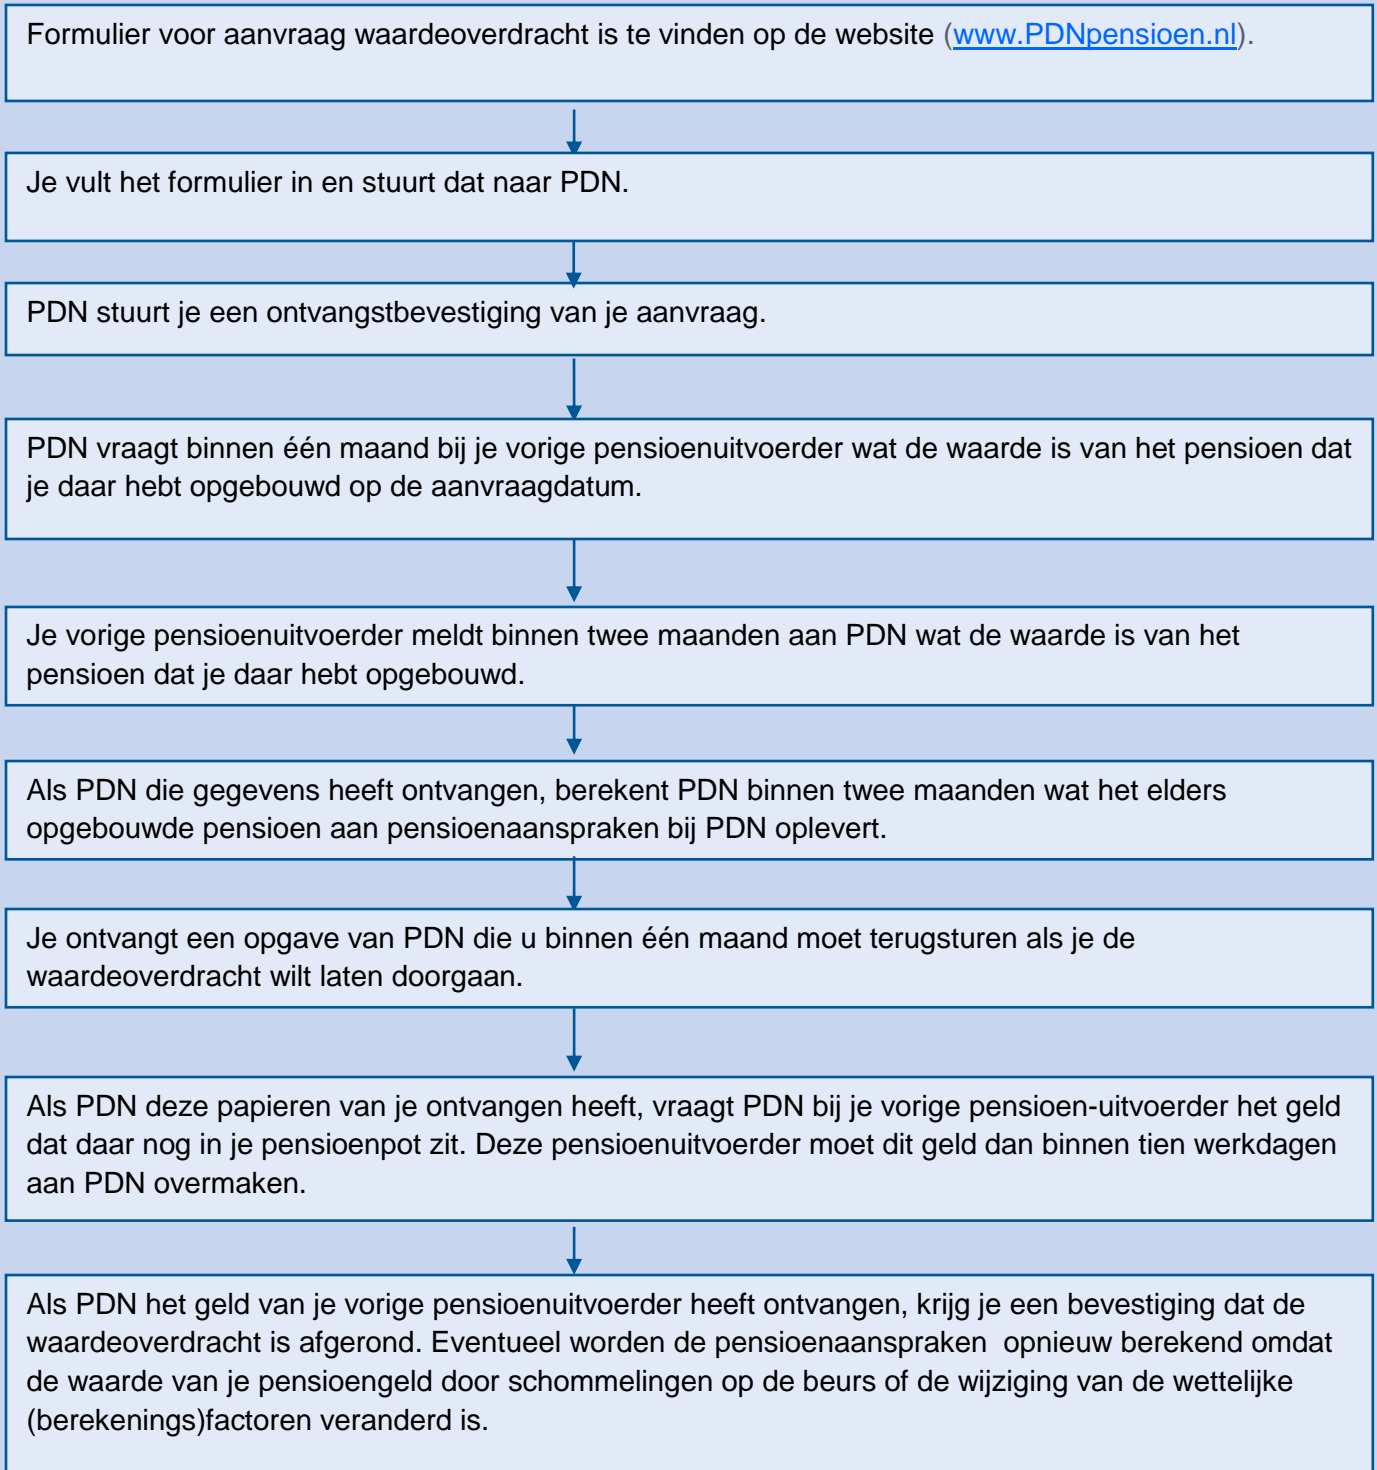 Formulier voor aanvraag waardeoverdracht is te vinden op de website (www.PDNpensioen.nl).
Je vult het formulier in en stuurt dat naar PDN.
PDN stuurt je een ontvangstbevestiging van je aanvraag.
PDN vraagt binnen één maand bij je vorige pensioenuitvoerder wat de waarde is van het pensioen dat
je daar hebt opgebouwd op de aanvraagdatum.
Je vorige pensioenuitvoerder meldt binnen twee maanden aan PDN wat de waarde is van het
pensioen dat je daar hebt opgebouwd.
Als PDN die gegevens heeft ontvangen, berekent PDN binnen twee maanden wat het elders
opgebouwde pensioen aan pensioenaanspraken bij PDN oplevert.
Je ontvangt een opgave van PDN die u binnen één maand moet terugsturen als je de
waardeoverdracht wilt laten doorgaan.
Als PDN deze papieren van je ontvangen heeft, vraagt PDN bij je vorige pensioen-uitvoerder het geld
dat daar nog in je pensioenpot zit. Deze pensioenuitvoerder moet dit geld dan binnen tien werkdagen
aan PDN overmaken.
Als PDN het geld van je vorige pensioenuitvoerder heeft ontvangen, krijg je een bevestiging dat de
waardeoverdracht is afgerond. Eventueel worden de pensioenaanspraken  opnieuw berekend omdat
de waarde van je pensioengeld door schommelingen op de beurs of de wijziging van de wettelijke
(berekenings)factoren veranderd is.